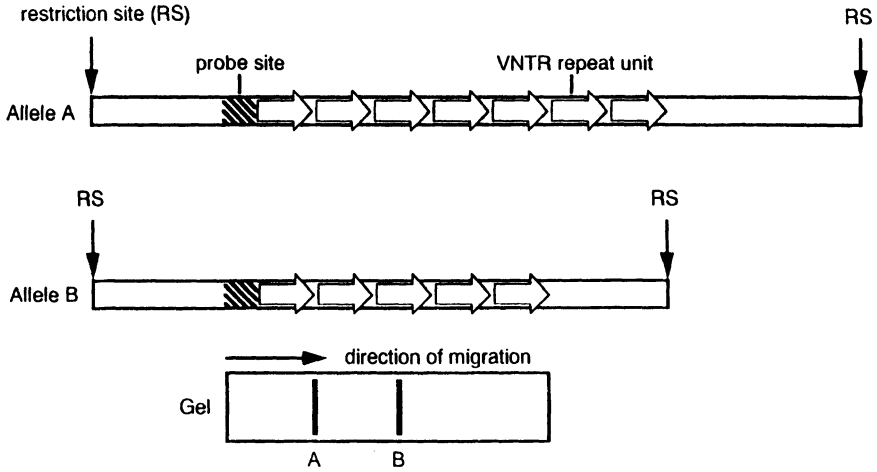 restriction site (RS)
RS
probe site
VNTR repeat unit
Allele A
RS
RS
Allele B
direction of migration
Gel
A
B